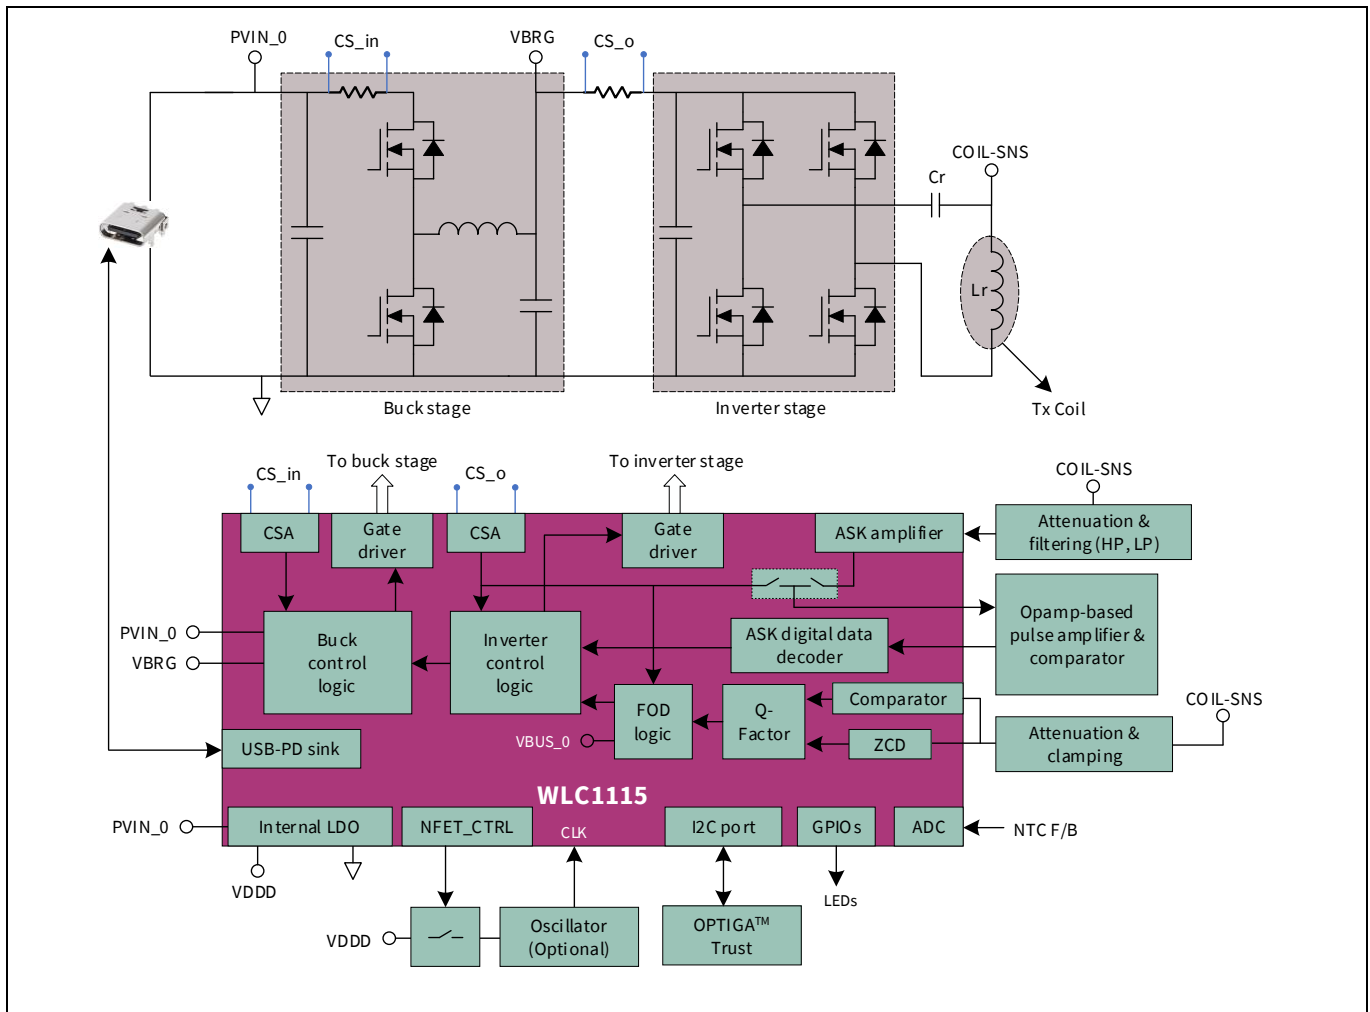 PVIN_0
CS_in
VBRG
CS_o
COIL-SNS
Cr
Lr
Buck stage
Inverter stage
Tx Coil
To buck stage
To inverter stage
CS_in
CS_o
COIL-SNS
CSA
Gate
driver
CSA
Gate
driver
ASK amplifier
Attenuation &
filtering (HP, LP)
PVIN_0
VBRG
Buck
control
logic
Inverter
control
logic
ASK digital data
decoder
Opamp-based
pulse amplifier &
comparator
FOD
logic
VBUS_0
Q-
Factor
Comparator
ZCD
COIL-SNS
Attenuation &
clamping
USB-PD sink
WLC1115
PVIN_0
Internal LDO
NFET_CTRL
CLK
I2C port
GPIOs
ADC
NTC F/B
VDDD
LEDs
VDDD
Oscillator
(Optional)
OPTIGA™
Trust